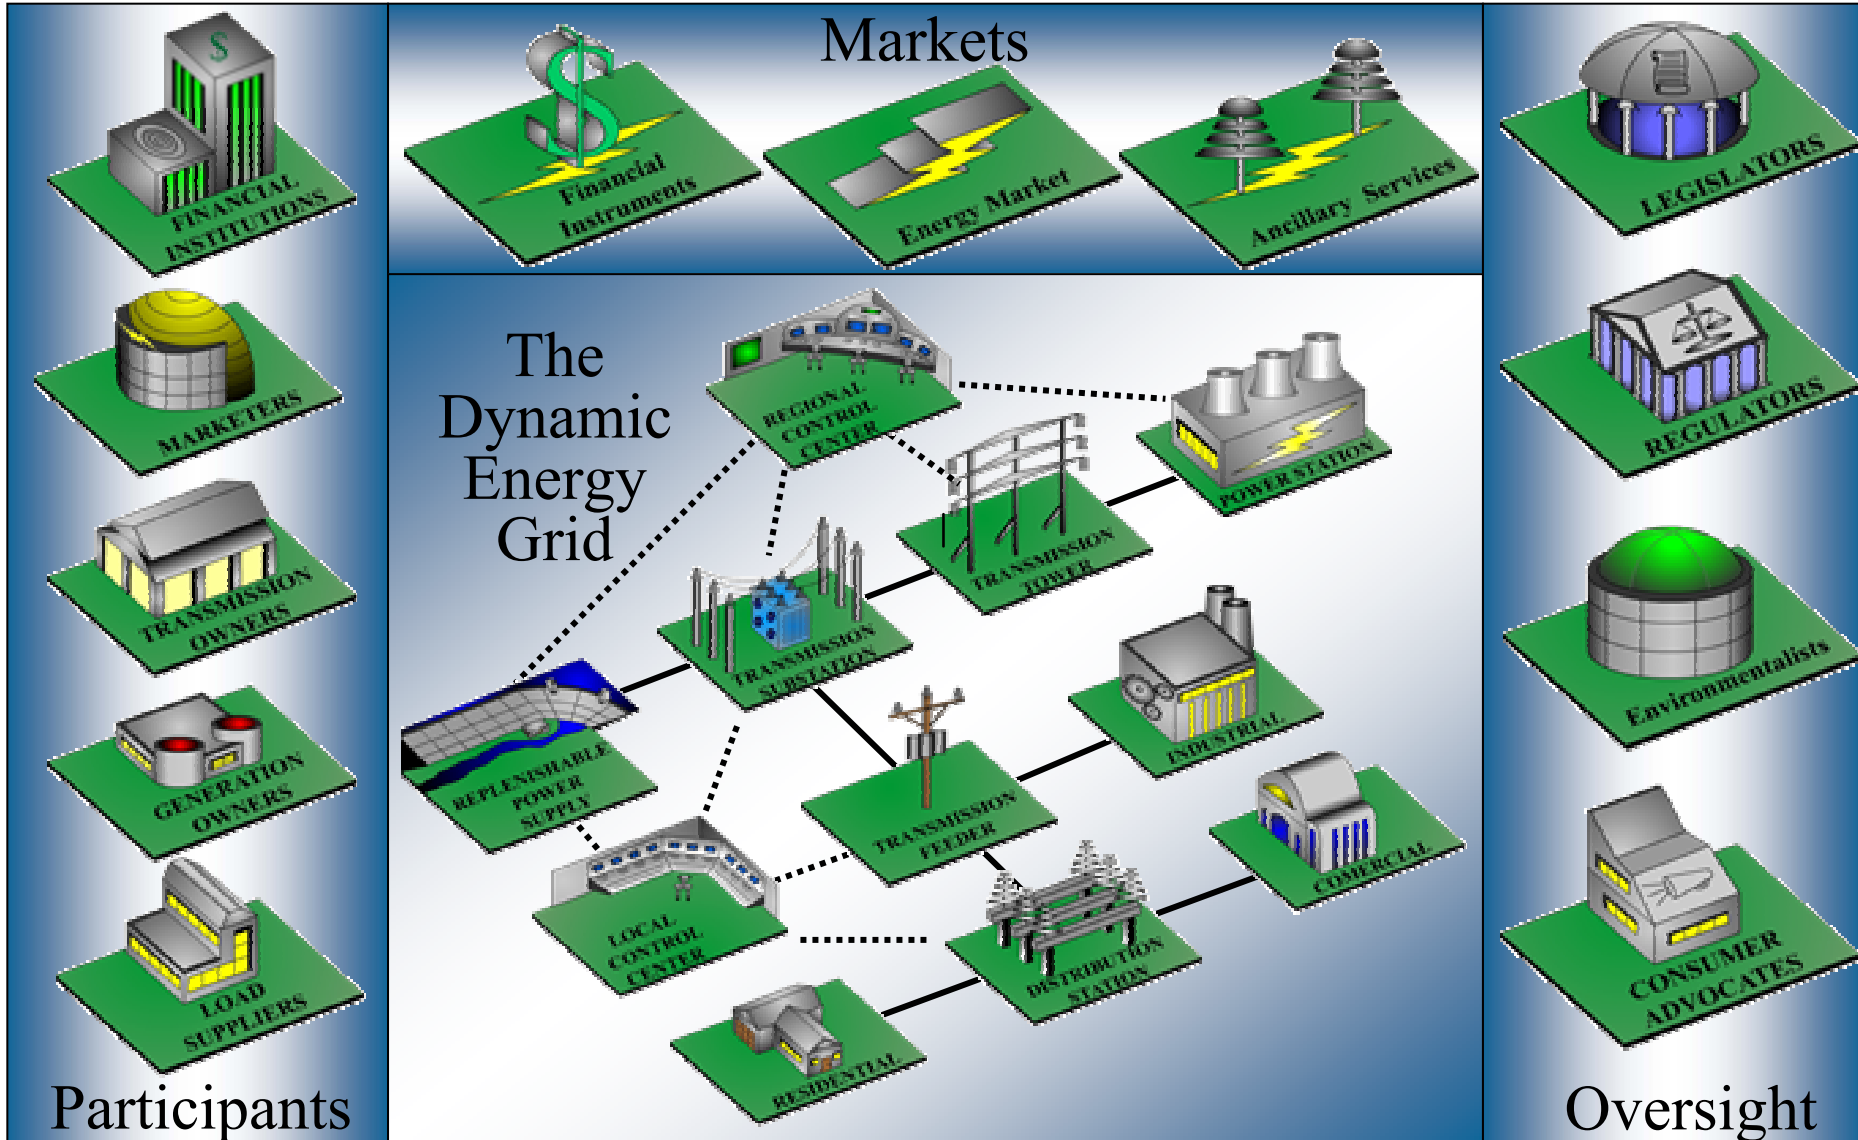 Markets
Financial
Instruments
Energy Market
Ancillary Services
FINANCIAL
INSTITUTIONS
MARKETERS
TRANSMISSION
OWNERS
GENERATION
OWNERS
LOAD
SUPPLIERS
Participants
The
Dynamic
Energy
Grid
REGIONAL
CONTROL
CENTER
POWER STATION
TRANSMISSION
TOWER
TRANSMISSION
SUBSTATION
REPLENISHABLE
POWER
SUPPLY
INDUSTRIAL
TRANSMISSION
FEEDER
COMERCIAL
LOCAL
CONTROL
CENTER
DISTRIBUTION
STATION
RESIDENTIAL
LEGISLATORS
REGULATORS
Environmentalists
CONSUMER
ADVOCATES
Oversight